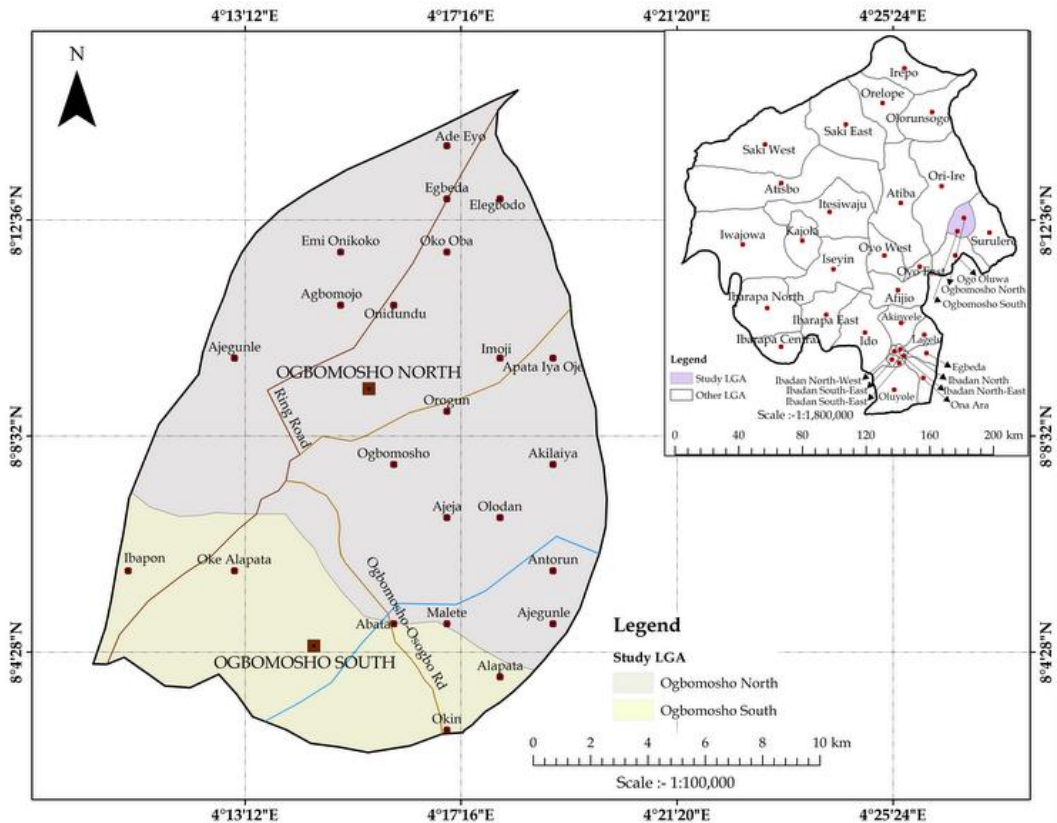 4°13'12"E
4°17'16"E
4°21'20"E
4°25'24"E
N
8°12'36"N
8°8'32"N
8°4'28"N
Ade Eyo
Egbeda
Elegbodo
Emi Onikoko
Oko Oba
Agbomojo
Onidundu
Ajegunle
Imoji
Apata Iya Oje
OGBOMOSHO NORTH
Orogun
Ring Road
Ogbomosho
Akilaiya
Ajeja
Olodan
Ibapon
Oke Alapata
Antorun
Ogbomosho-Osogbo Rd
Abata
Malete
Ajegunle
OGBOMOSHO SOUTH
Alapata
Okin
Irepo
Orelope
Olorunsogo
Saki East
Saki West
Atisbo
Ori-Ire
Atiba
Itesiwaju
Iwajowa
Kajola
Surulere
Oyo West
Iseyin
Oyo East
Ogo Oluwa
Ogbomosho North
Ogbomosho South
Ibarapa North
Afijio
Ibarapa East
Akinyele
Ibarapa Central
Ido
Lagelu
Egbeda
Ibadan North-West
Ibadan North
Ibadan South-East
Ibadan North-East
Ibadan South-East
Oluyole
Ona Ara
Legend
Study LGA
Other LGA
Scale :-1:1,800,000
0 40 80 120 160 200 km
Legend
Study LGA
Ogbomosho North
Ogbomosho South
0 2 4 6 8 10 km
Scale :- 1:100,000
8°12'36"N
8°8'32"N
8°4'28"N
4°13'12"E
4°17'16"E
4°21'20"E
4°25'24"E